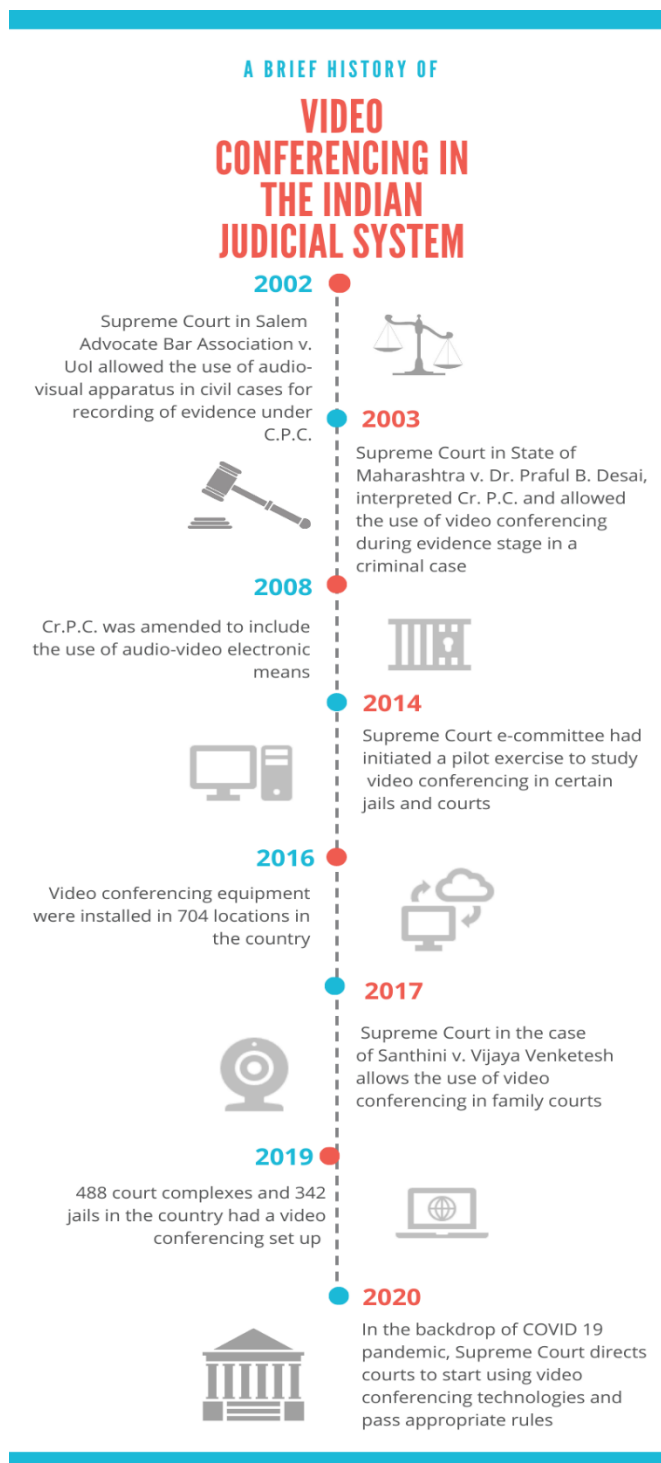 A BRIEF HISTORY OF
VIDEO
CONFERENCING IN
THE INDIAN
JUDICIAL SYSTEM
2002
Supreme Court in Salem
Advocate Bar Association v.
UoI allowed the use of audio-
visual apparatus in civil cases for
recording of evidence under
C.P.C.
2003
Supreme Court in State of
Maharashtra v. Dr. Praful B. Desai,
interpreted Cr. P.C. and allowed
the use of video conferencing
during evidence stage in a
criminal case
2008
Cr.P.C. was amended to include
the use of audio-video electronic
means
2014
Supreme Court e-committee had
initiated a pilot exercise to study
video conferencing in certain
jails and courts
2016
Video conferencing equipment
were installed in 704 locations in
the country
2017
Supreme Court in the case
of Santhini v. Vijaya Venketesh
allows the use of video
conferencing in family courts
2019
488 court complexes and 342
jails in the country had a video
conferencing set up
2020
In the backdrop of COVID 19
pandemic, Supreme Court directs
courts to start using video
conferencing technologies and
pass appropriate rules